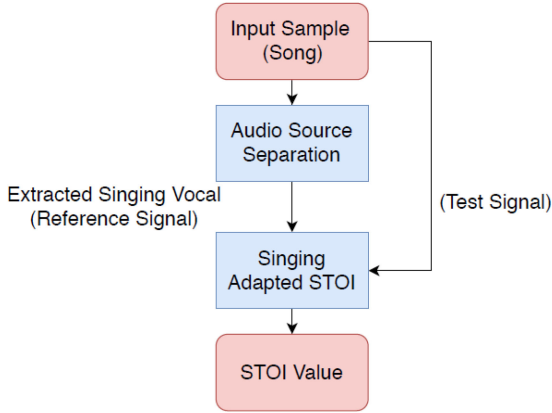 Input Sample
(Song)
Audio Source
Separation
Extracted Singing Vocal
(Reference Signal)
(Test Signal)
Singing
Adapted STOI
STOI Value